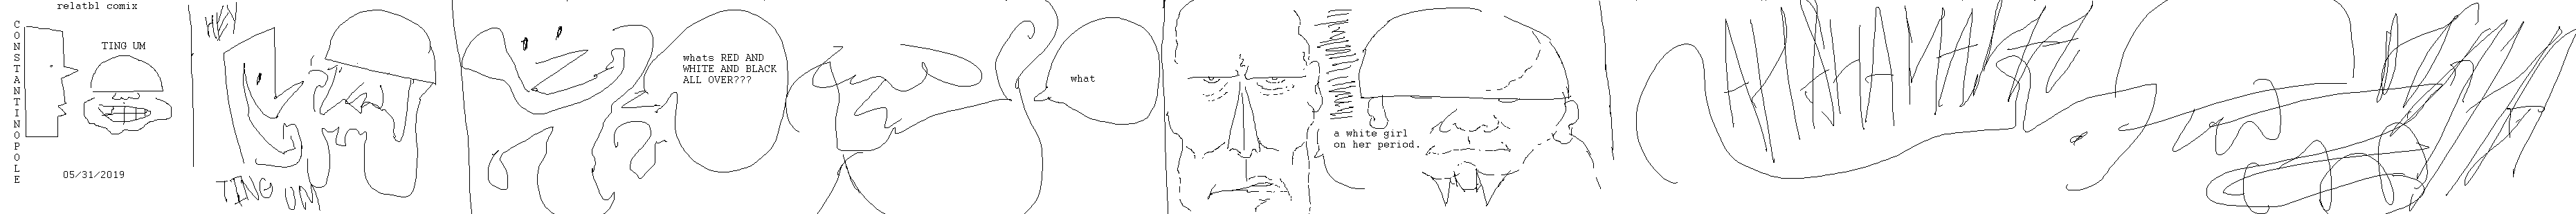 relatbl comix
CONSTANTINOPOLE
TING UM
05/31/2019
HEY
TING UM
whats RED AND
WHITE AND BLACK
ALL OVER???
what
a white girl
on her period.